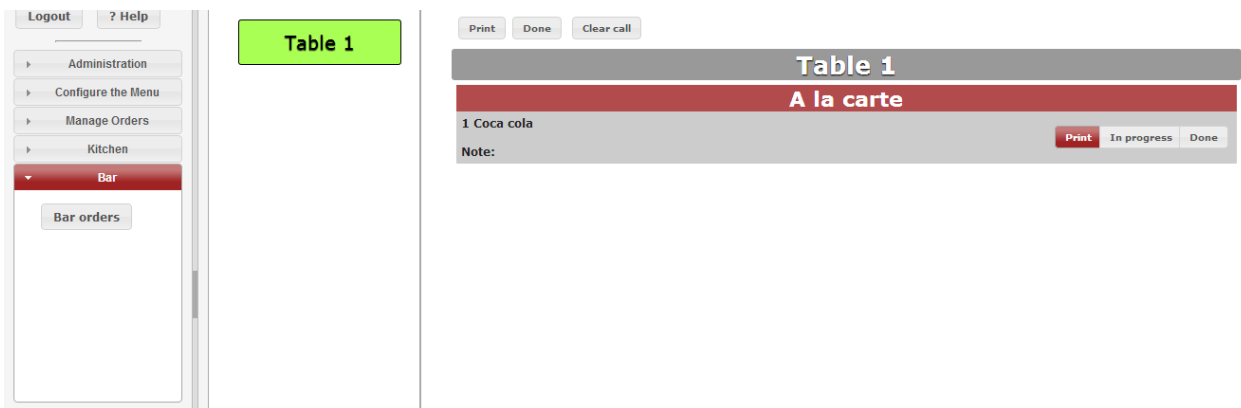 Logout ? Help
Administration
Configure the Menu
Manage Orders
Kitchen
Bar
Bar orders
Table 1
Print Done Clear call
Table 1
A la carte
1 Coca cola
Note:
Print In progress Done